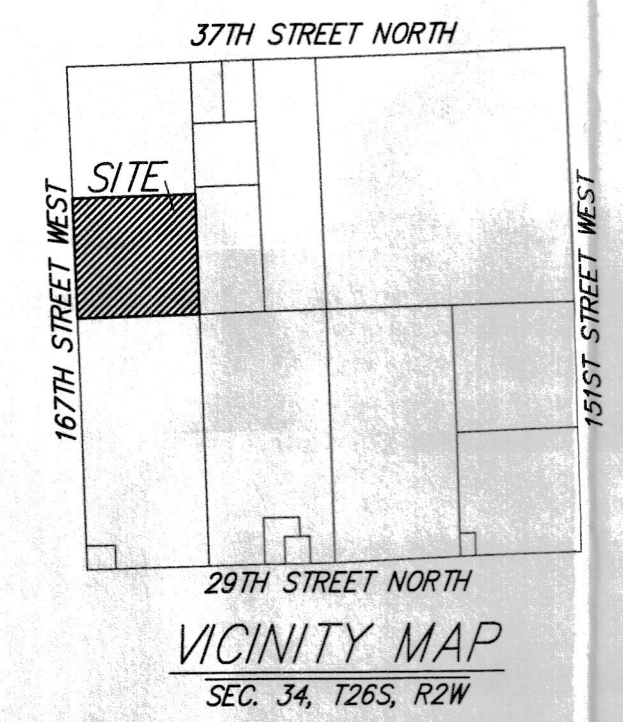 37TH STREET NORTH
SITE
167TH STREET WEST
151ST STREET WEST
29TH STREET NORTH
VICINITY MAP
SEC. 34, T26S, R2W